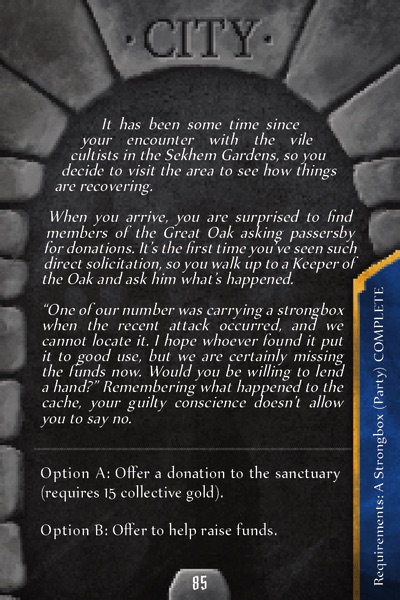 · CITY ·
It has been some time since
your encounter with the vile
cultists in the Sekhem Gardens, so you
decide to visit the area to see how things
are recovering.
When you arrive, you are surprised to find
members of the Great Oak asking passersby
for donations. It's the first time you've seen such
direct solicitation, so you walk up to a Keeper of
the Oak and ask him what's happened.
"One of our number was carrying a strongbox
when the recent attack occurred, and we
cannot locate it. I hope whoever found it put
it to good use, but we are certainly missing
the funds now. Would you be willing to lend
a hand?" Remembering what happened to the
cache, your guilty conscience doesn't allow
you to say no.
Option A: Offer a donation to the sanctuary
(requires 15 collective gold).
Option B: Offer to help raise funds.
Requirements: A Strongbox (Party) COMPLETE
85